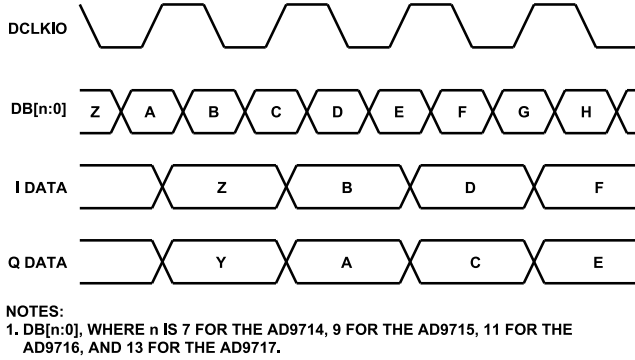 DCLKIO
DB[n:0] Z A B C D E F G H
I DATA Z B D F
Q DATA Y A C E
NOTES:
1. DB[n:0], WHERE n IS 7 FOR THE AD9714, 9 FOR THE AD9715, 11 FOR THE
AD9716, AND 13 FOR THE AD9717.